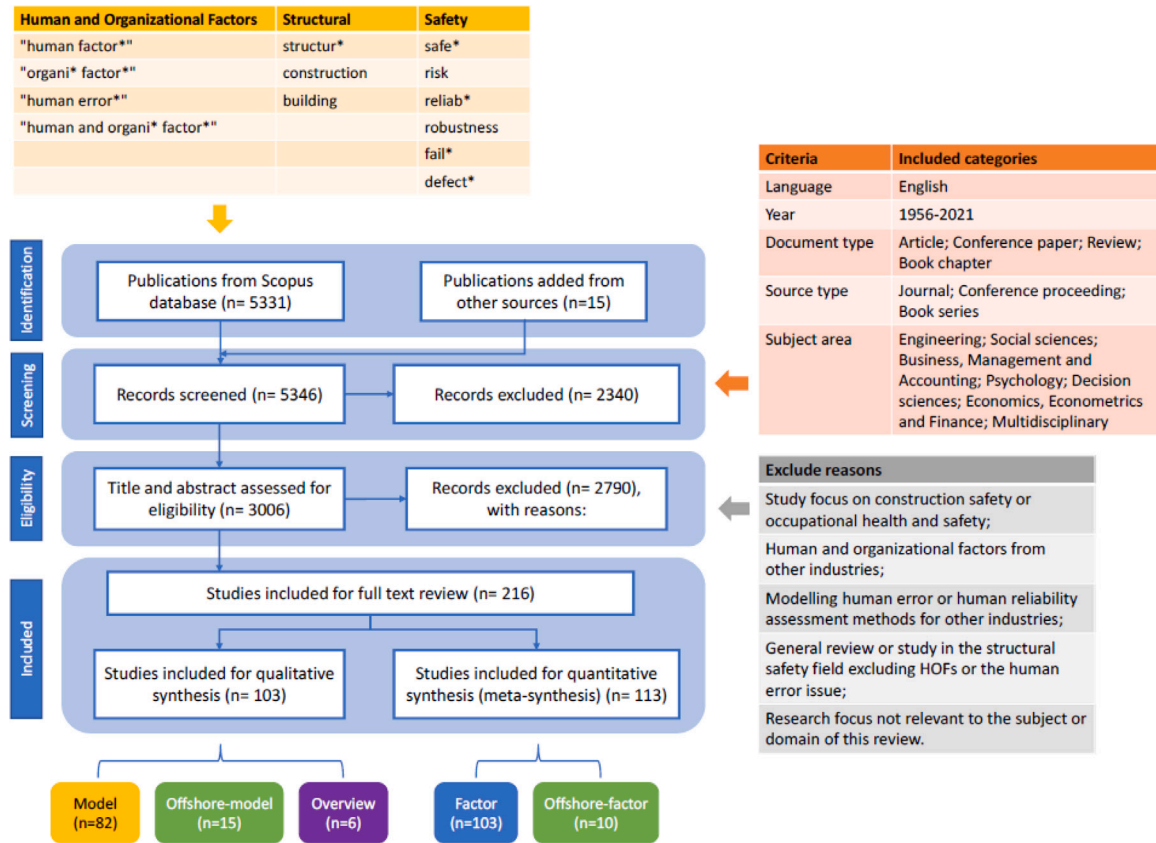 Human and Organizational Factors Structural Safety
"human factor*" structur* safe*
"organi* factor*" construction risk
"human error*" building reliab*
"human and organi* factor*" robustness
fail*
defect*
Criteria Included categories
Language English
Year 1956-2021
Document type Article; Conference paper; Review;
Book chapter
Source type Journal; Conference proceeding;
Book series
Subject area Engineering; Social sciences;
Business, Management and
Accounting; Psychology; Decision
sciences; Economics, Econometrics
and Finance; Multidisciplinary
Identification
Publications from Scopus
database (n= 5331)
Publications added from
other sources (n=15)
Screening
Records screened (n= 5346)
Records excluded (n= 2340)
Eligibility
Title and abstract assessed for
eligibility (n= 3006)
Records excluded (n= 2790),
with reasons:
Exclude reasons
Study focus on construction safety or
occupational health and safety;
Human and organizational factors from
other industries;
Modelling human error or human reliability
assessment methods for other industries;
General review or study in the structural
safety field excluding HOFs or the human
error issue;
Research focus not relevant to the subject or
domain of this review.
Included
Studies included for full text review (n= 216)
Studies included for qualitative
synthesis (n= 103)
Studies included for quantitative
synthesis (meta-synthesis) (n= 113)
Model
(n=82)
Offshore-model
(n=15)
Overview
(n=6)
Factor
(n=103)
Offshore-factor
(n=10)